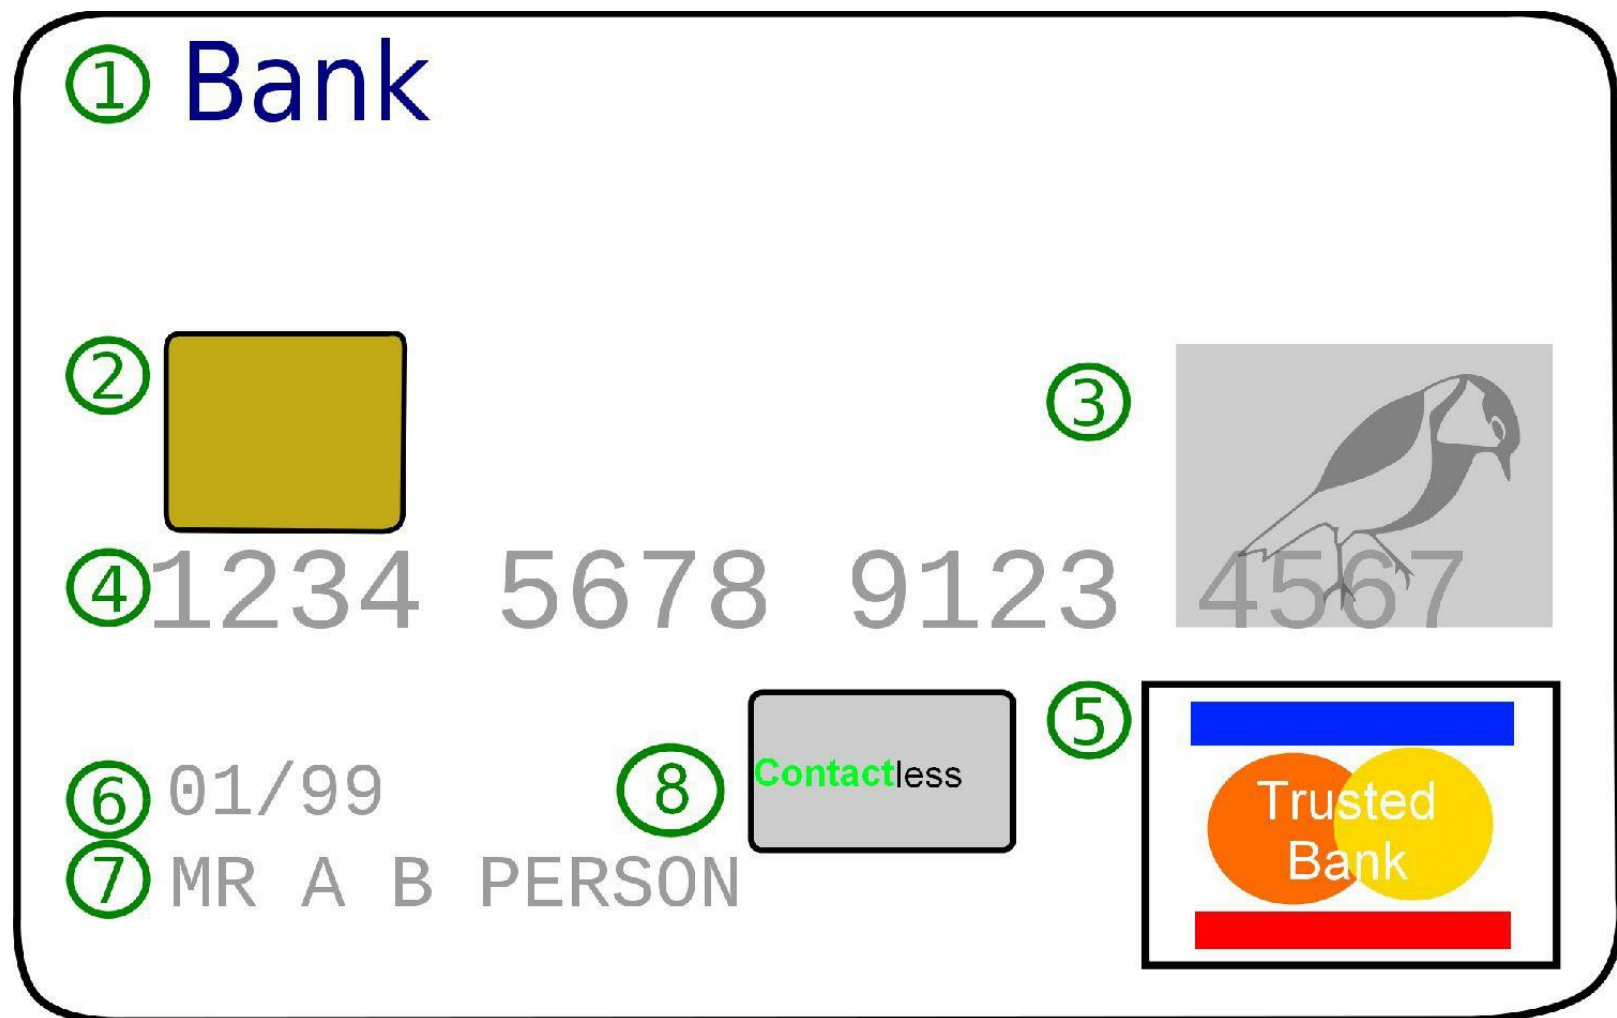 ① Bank
②
③
④ 1234 5678 9123 4567
⑤
Trusted
Bank
⑥ 01/99
⑧ Contactless
⑦ MR A B PERSON